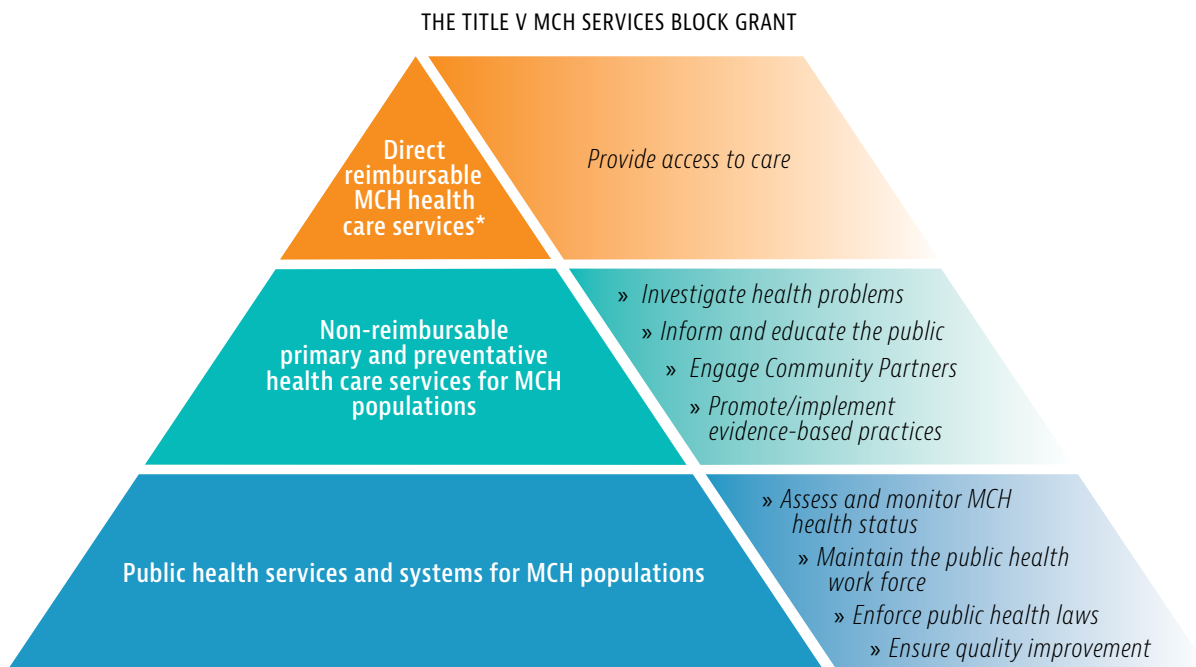 THE TITLE V MCH SERVICES BLOCK GRANT
Direct
reimbursable
MCH health
care services*
Provide access to care
Non-reimbursable
primary and preventative
health care services for MCH
populations
» Investigate health problems
» Inform and educate the public
» Engage Community Partners
» Promote/implement
evidence-based practices
Public health services and systems for MCH populations
» Assess and monitor MCH
health status
» Maintain the public health
work force
» Enforce public health laws
» Ensure quality improvement